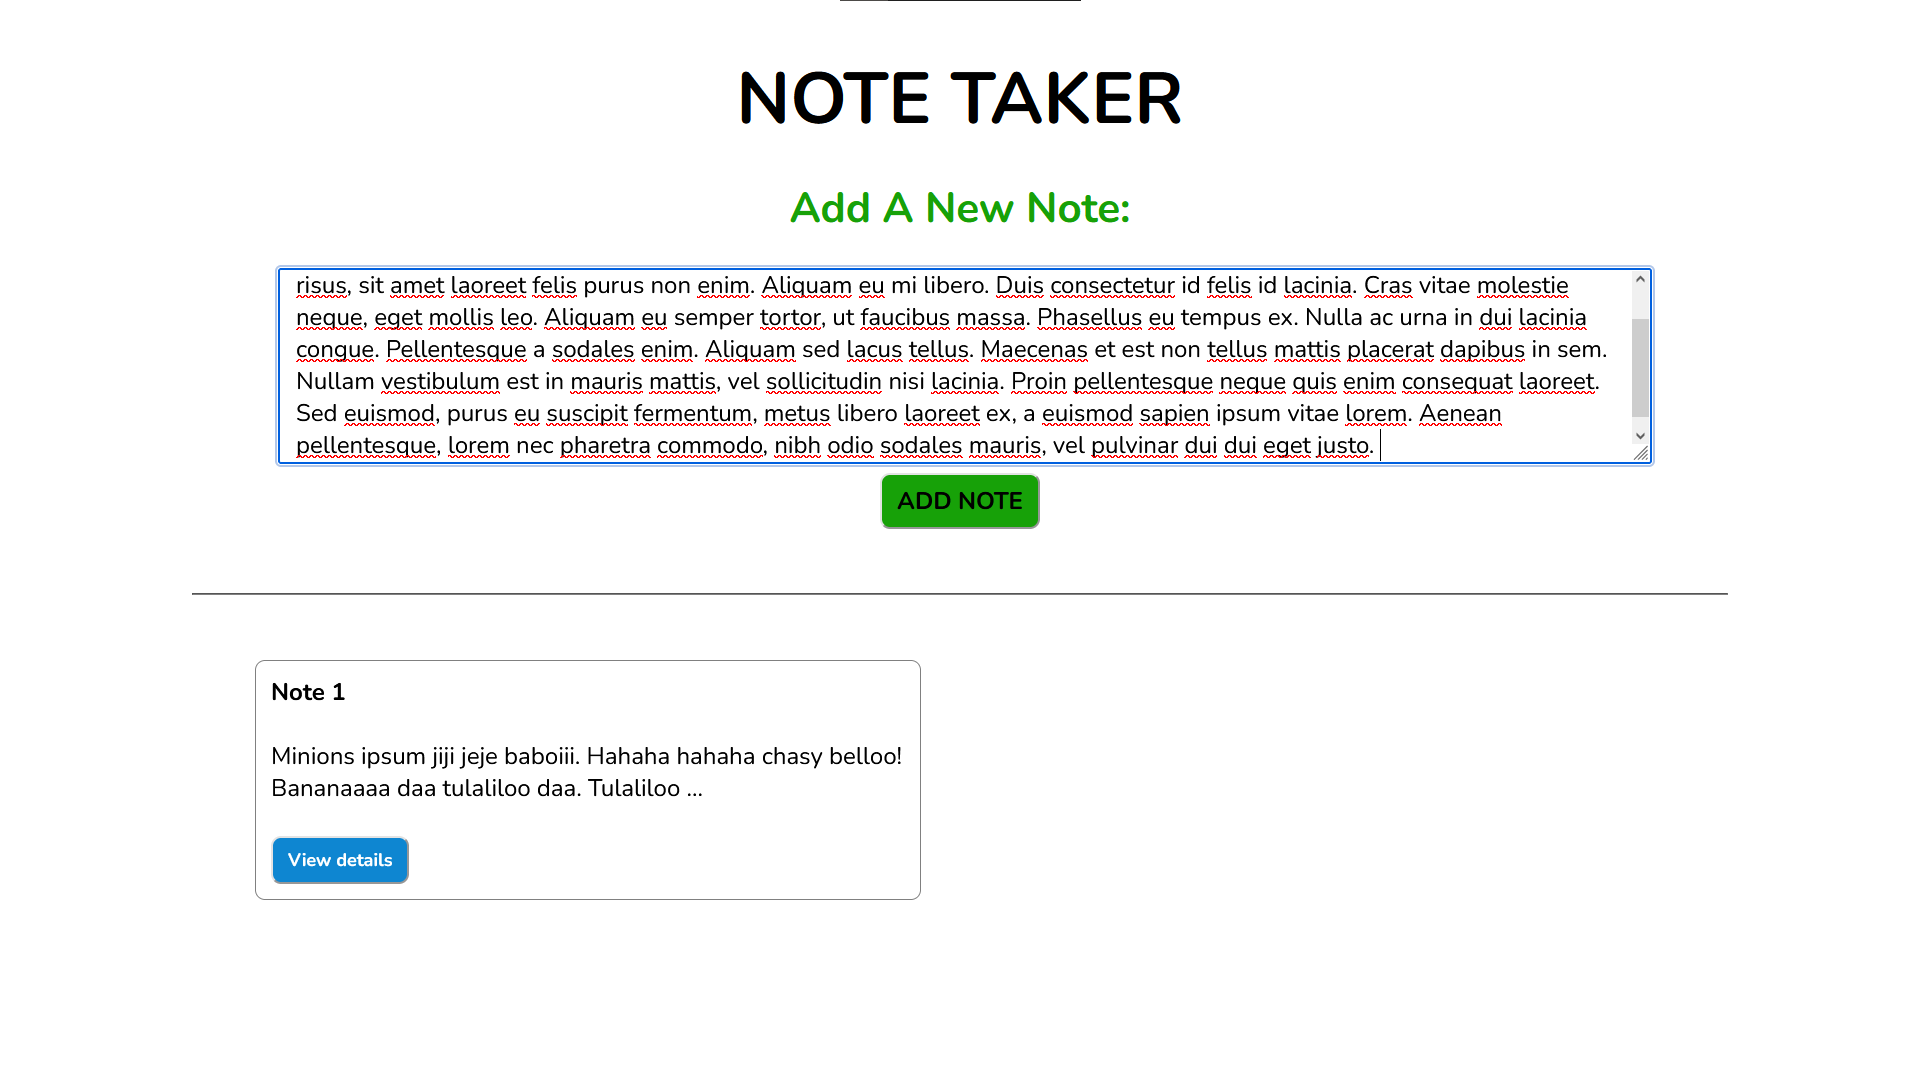 NOTE TAKER
Add A New Note:
risus, sit amet laoreet felis purus non enim. Aliquam eu mi libero. Duis consectetur id felis id lacinia. Cras vitae molestie
neque, eget mollis leo. Aliquam eu semper tortor, ut faucibus massa. Phasellus eu tempus ex. Nulla ac urna in dui lacinia
congue. Pellentesque a sodales enim. Aliquam sed lacus tellus. Maecenas et est non tellus mattis placerat dapibus in sem.
Nullam vestibulum est in mauris mattis, vel sollicitudin nisi lacinia. Proin pellentesque neque quis enim consequat laoreet.
Sed euismod, purus eu suscipit fermentum, metus libero laoreet ex, a euismod sapien ipsum vitae lorem. Aenean
pellentesque, lorem nec pharetra commodo, nibh odio sodales mauris, vel pulvinar dui dui eget justo.
ADD NOTE
Note 1
Minions ipsum jiji jeje baboiii. Hahaha hahaha chasy belloo!
Bananaaaa daa tulaliloo daa. Tulaliloo ...
View details